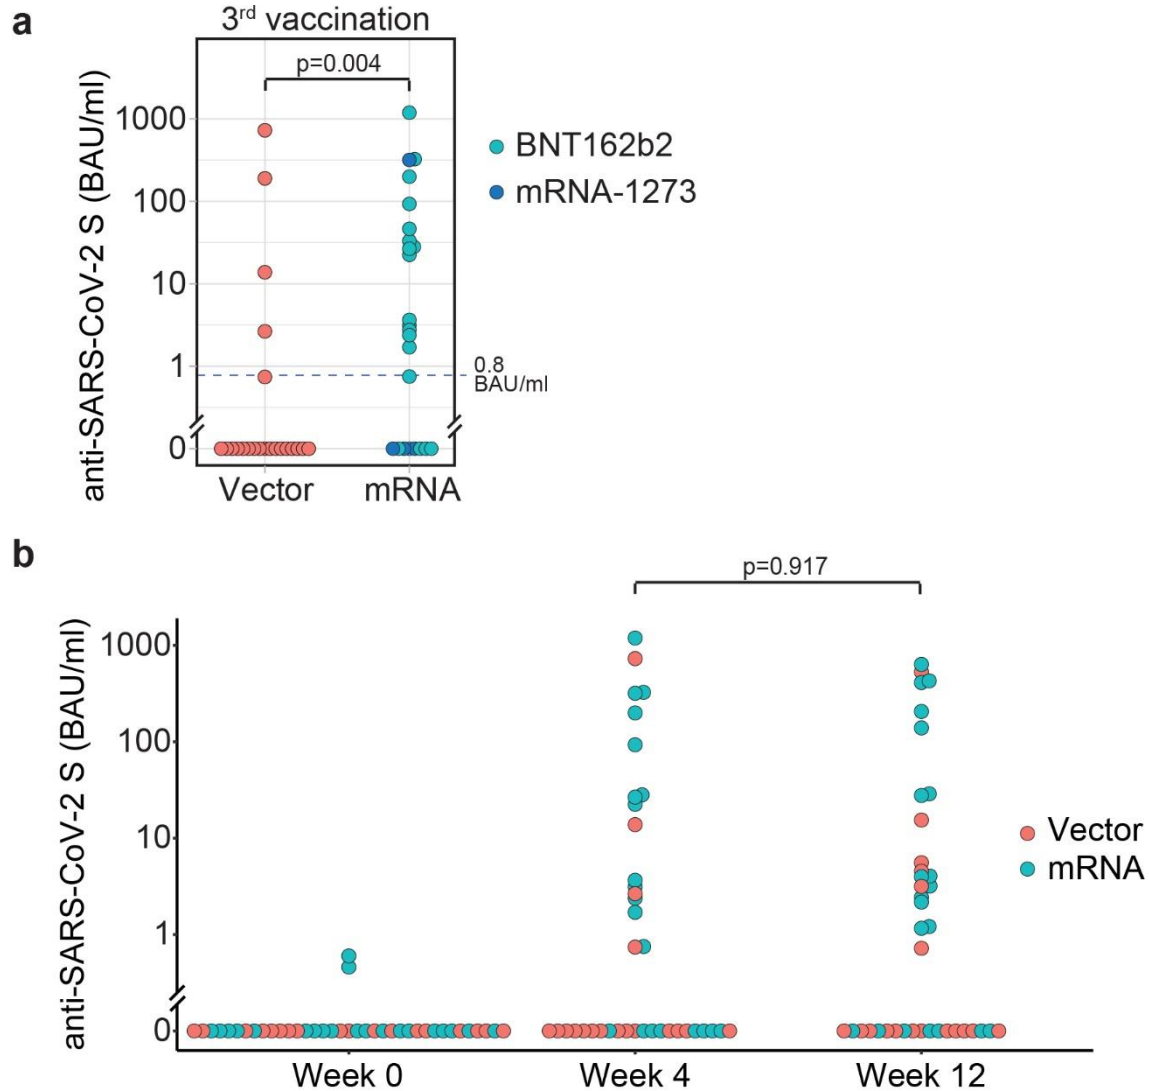 a
3rd vaccination
p=0.004
anti-SARS-CoV-2 S (BAU/ml)
1000
100
10
1
0
0.8
BAU/ml
Vector mRNA
BNT162b2
mRNA-1273
b
p=0.917
anti-SARS-CoV-2 S (BAU/ml)
1000
100
10
1
0
Vector
mRNA
Week 0 Week 4 Week 12